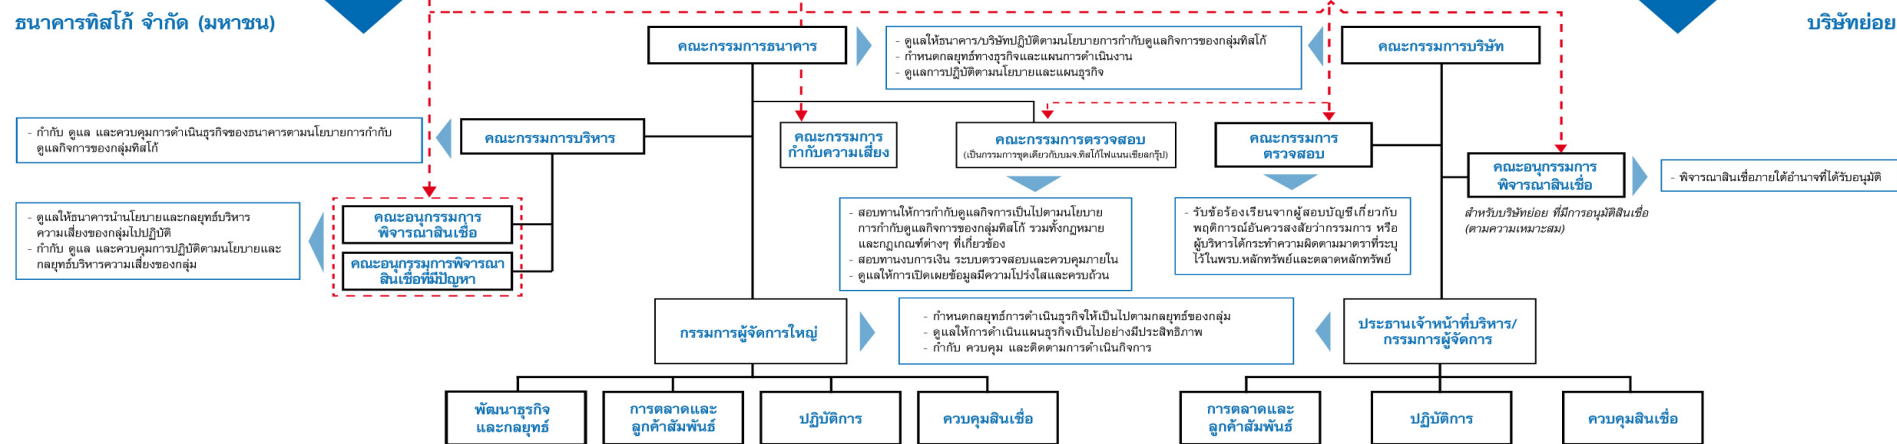 ธนาคารทิสโก้ จำกัด (มหาชน)
บริษัทย่อย
คณะกรรมการธนาคาร
- ดูแลให้ธนาคาร/บริษัทปฏิบัติตามนโยบายการกำกับดูแลกิจการของกลุ่มทิสโก้
- กำหนดกลยุทธ์ทางธุรกิจและแผนการดำเนินงาน
- ดูแลการปฏิบัติตามนโยบายและแผนธุรกิจ
คณะกรรมการบริษัท
- กำกับ ดูแล และควบคุมการดำเนินธุรกิจของธนาคารตามนโยบายการกำกับ
ดูแลกิจการของกลุ่มทิสโก้
คณะกรรมการบริหาร
คณะกรรมการ
กำกับความเสี่ยง
คณะกรรมการตรวจสอบ
(เป็นกรรมการชุดเดียวกับบมจ.ทิสโก้ไฟแนนเชียลกรุ๊ป)
คณะกรรมการ
ตรวจสอบ
คณะอนุกรรมการ
พิจารณาสินเชื่อ
- พิจารณาสินเชื่อภายใต้อำนาจที่ได้รับอนุมัติ
สำหรับบริษัทย่อย ที่มีการอนุมัติสินเชื่อ
(ตามความเหมาะสม)
- ดูแลให้ธนาคารนำนโยบายและกลยุทธ์บริหาร
ความเสี่ยงของกลุ่มไปปฏิบัติ
- กำกับ ดูแล และควบคุมการปฏิบัติตามนโยบายและ
กลยุทธ์บริหารความเสี่ยงของกลุ่ม
คณะอนุกรรมการ
พิจารณาสินเชื่อ
คณะอนุกรรมการพิจารณา
สินเชื่อที่มีปัญหา
- สอบทานให้การกำกับดูแลกิจการเป็นไปตามนโยบาย
การกำกับดูแลกิจการของกลุ่มทิสโก้ รวมทั้งกฎหมาย
และกฎเกณฑ์ต่างๆ ที่เกี่ยวข้อง
- สอบทานงบการเงิน ระบบตรวจสอบและควบคุมภายใน
- ดูแลให้การเปิดเผยข้อมูลมีความโปร่งใสและครบถ้วน
- รับข้อร้องเรียนจากผู้สอบบัญชีเกี่ยวกับ
พฤติการณ์อันควรสงสัยว่ากรรมการ หรือ
ผู้บริหารได้กระทำความผิดตามมาตราที่ระบุ
ไว้ในพรบ.หลักทรัพย์และตลาดหลักทรัพย์
กรรมการผู้จัดการใหญ่
- กำหนดกลยุทธ์การดำเนินธุรกิจให้เป็นไปตามกลยุทธ์ของกลุ่ม
- ดูแลให้การดำเนินแผนธุรกิจเป็นไปอย่างมีประสิทธิภาพ
- กำกับ ควบคุม และติดตามการดำเนินกิจการ
ประธานเจ้าหน้าที่บริหาร/
กรรมการผู้จัดการ
พัฒนาธุรกิจ
และกลยุทธ์
การตลาดและ
ลูกค้าสัมพันธ์
ปฏิบัติการ
ควบคุมสินเชื่อ
การตลาดและ
ลูกค้าสัมพันธ์
ปฏิบัติการ
ควบคุมสินเชื่อ